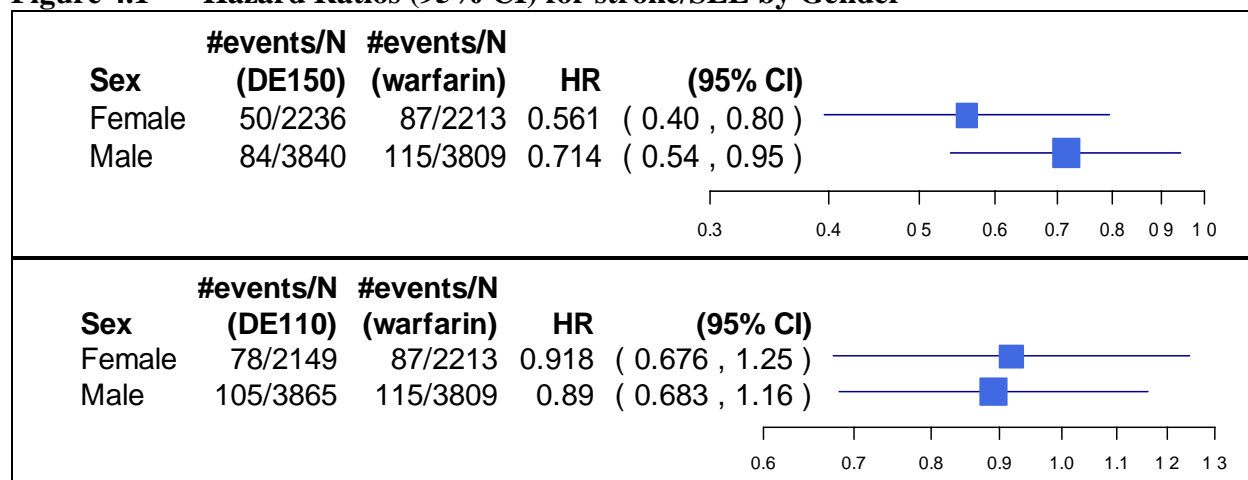 Figure 4.1 Hazard Ratios (95% CI) for stroke/SEE by Gender
#events/N #events/N
Sex (DE150) (warfarin) HR (95% CI)
Female 50/2236 87/2213 0.561 ( 0.40 , 0.80 )
Male 84/3840 115/3809 0.714 ( 0.54 , 0.95 )
0.3 0.4 0 5 0.6 0.7 0.8 0 9 1 0
#events/N #events/N
Sex (DE110) (warfarin) HR (95% CI)
Female 78/2149 87/2213 0.918 ( 0.676 , 1.25 )
Male 105/3865 115/3809 0.89 ( 0.683 , 1.16 )
0.6 0.7 0.8 0.9 1.0 1.1 1 2 1 3